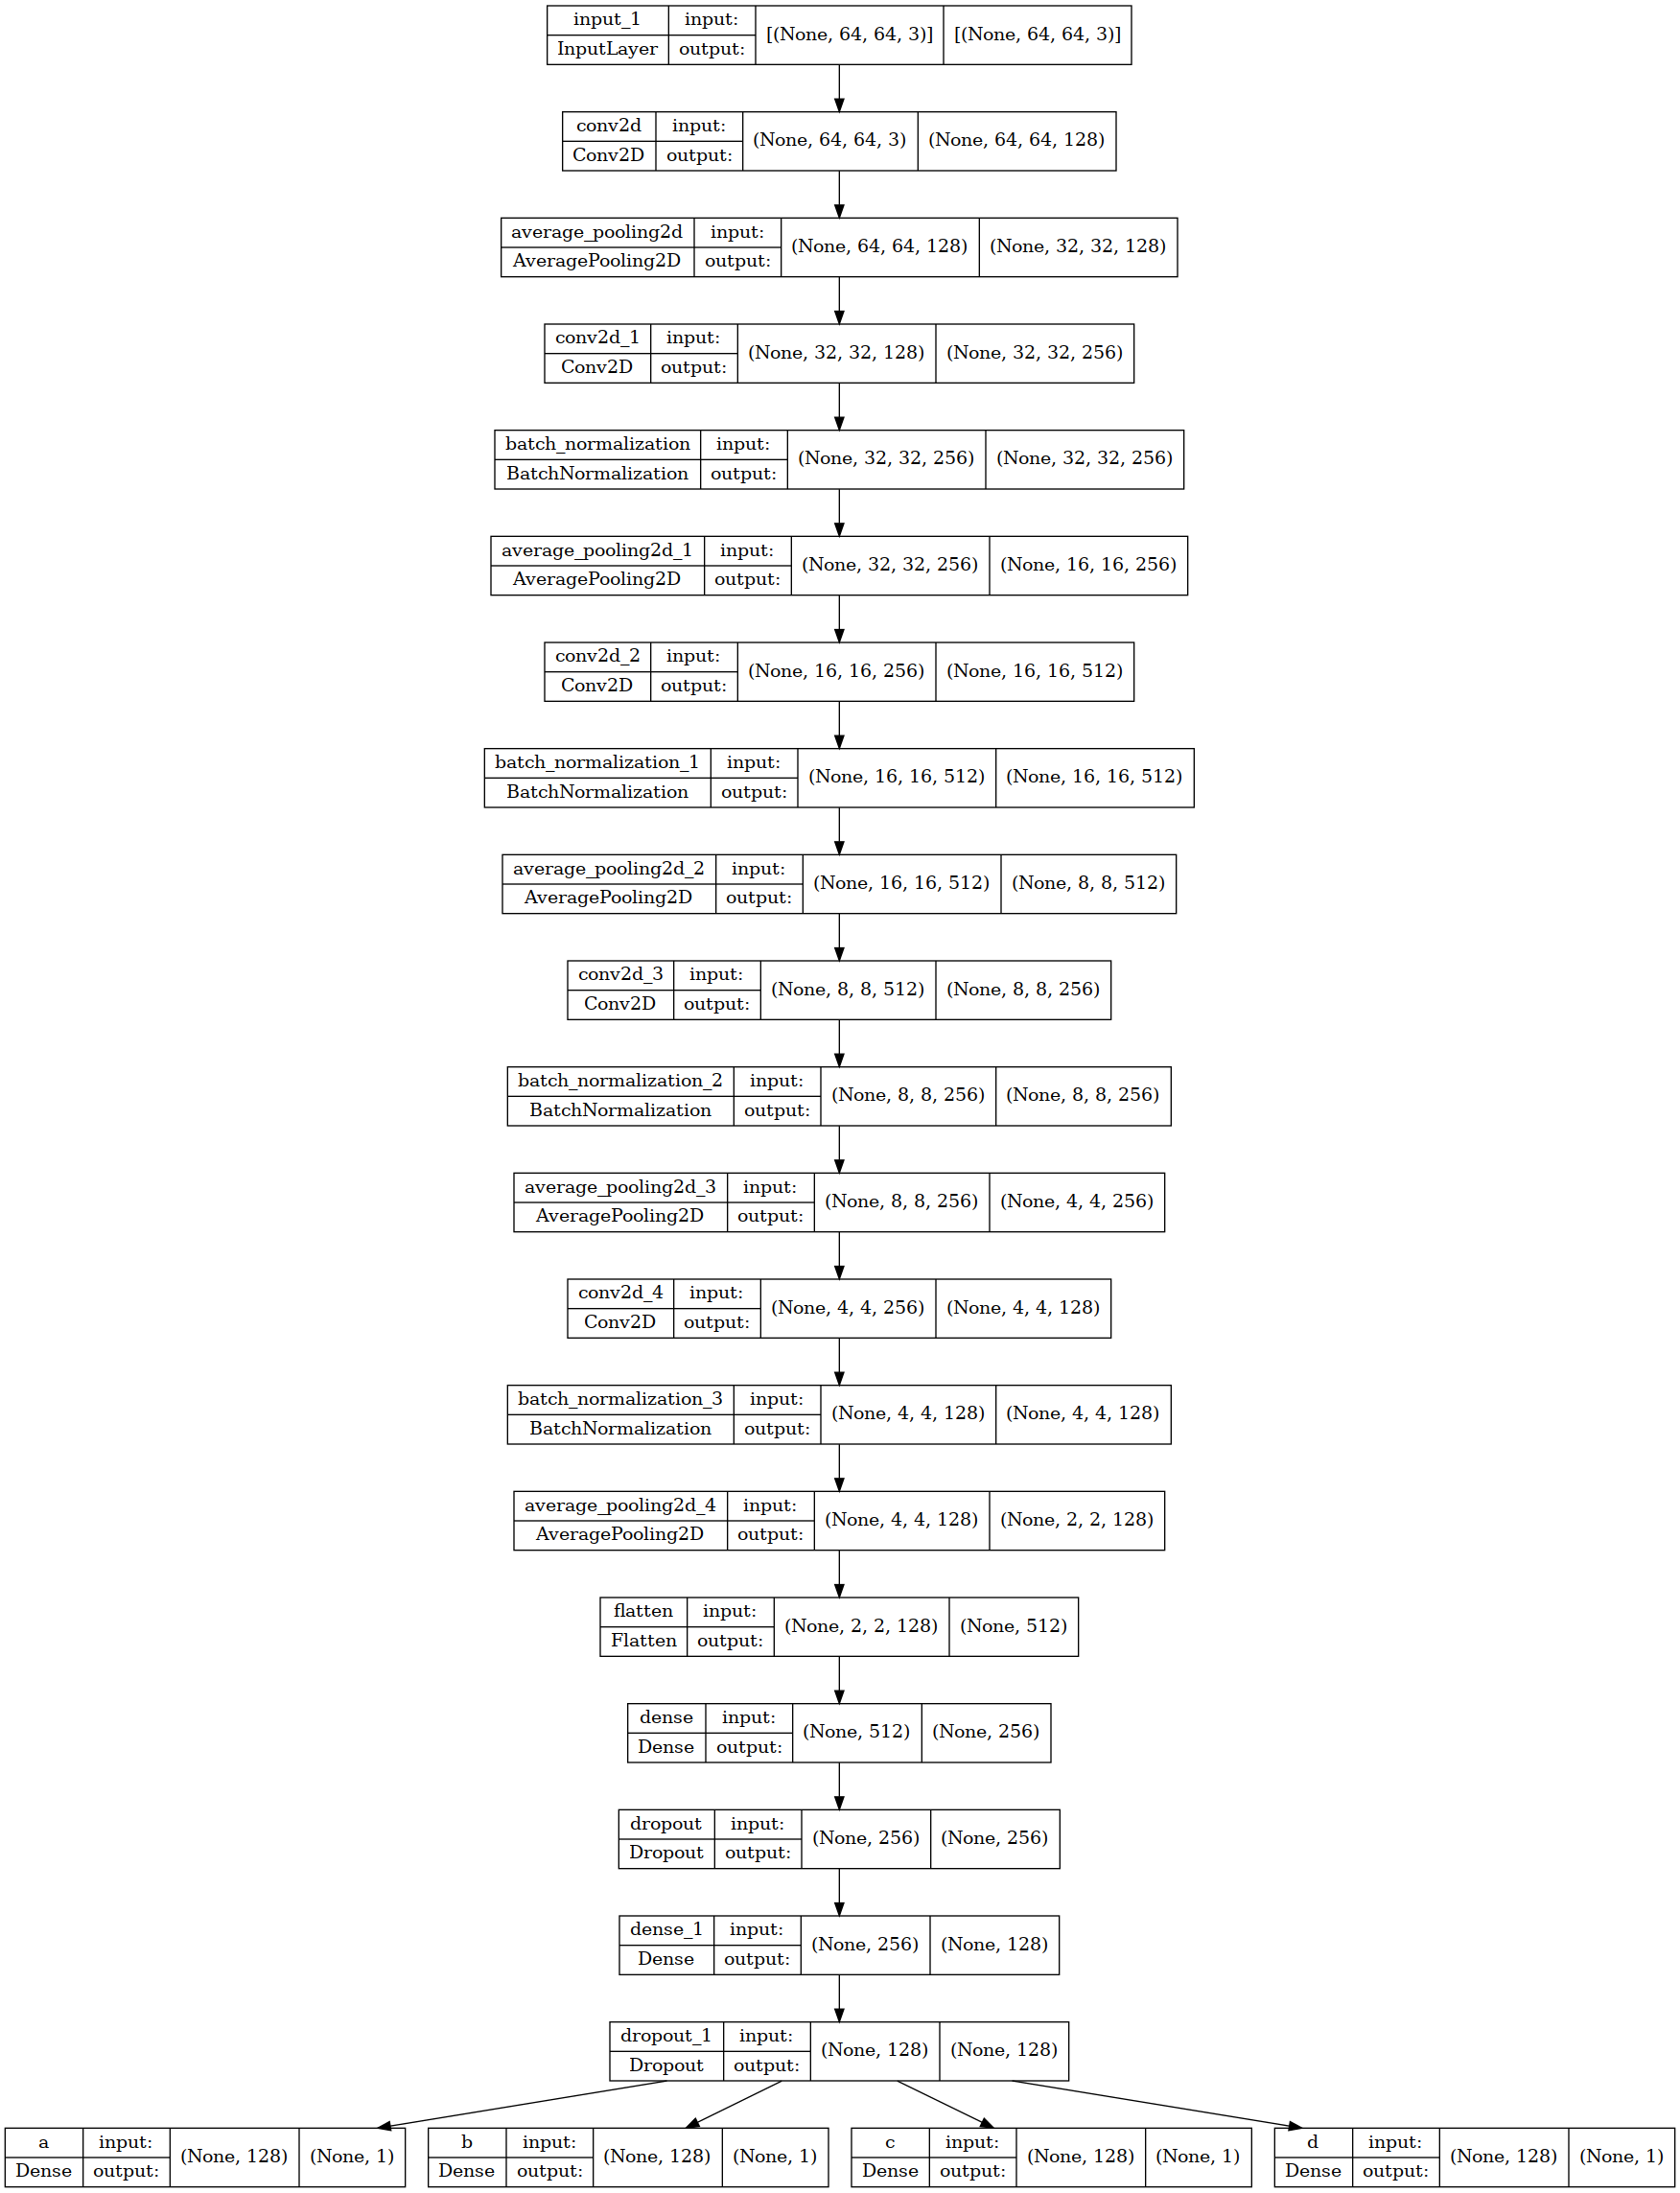 input_1 input: [(None, 64, 64, 3)] [(None, 64, 64, 3)]
InputLayer output:
conv2d input: (None, 64, 64, 3) (None, 64, 64, 128)
Conv2D output:
average_pooling2d input: (None, 64, 64, 128) (None, 32, 32, 128)
AveragePooling2D output:
conv2d_1 input: (None, 32, 32, 128) (None, 32, 32, 256)
Conv2D output:
batch_normalization input: (None, 32, 32, 256) (None, 32, 32, 256)
BatchNormalization output:
average_pooling2d_1 input: (None, 32, 32, 256) (None, 16, 16, 256)
AveragePooling2D output:
conv2d_2 input: (None, 16, 16, 256) (None, 16, 16, 512)
Conv2D output:
batch_normalization_1 input: (None, 16, 16, 512) (None, 16, 16, 512)
BatchNormalization output:
average_pooling2d_2 input: (None, 16, 16, 512) (None, 8, 8, 512)
AveragePooling2D output:
conv2d_3 input: (None, 8, 8, 512) (None, 8, 8, 256)
Conv2D output:
batch_normalization_2 input: (None, 8, 8, 256) (None, 8, 8, 256)
BatchNormalization output:
average_pooling2d_3 input: (None, 8, 8, 256) (None, 4, 4, 256)
AveragePooling2D output:
conv2d_4 input: (None, 4, 4, 256) (None, 4, 4, 128)
Conv2D output:
batch_normalization_3 input: (None, 4, 4, 128) (None, 4, 4, 128)
BatchNormalization output:
average_pooling2d_4 input: (None, 4, 4, 128) (None, 2, 2, 128)
AveragePooling2D output:
flatten input: (None, 2, 2, 128) (None, 512)
Flatten output:
dense input: (None, 512) (None, 256)
Dense output:
dropout input: (None, 256) (None, 256)
Dropout output:
dense_1 input: (None, 256) (None, 128)
Dense output:
dropout_1 input: (None, 128) (None, 128)
Dropout output:
a input: (None, 128) (None, 1)
Dense output:
b input: (None, 128) (None, 1)
Dense output:
c input: (None, 128) (None, 1)
Dense output:
d input: (None, 128) (None, 1)
Dense output: